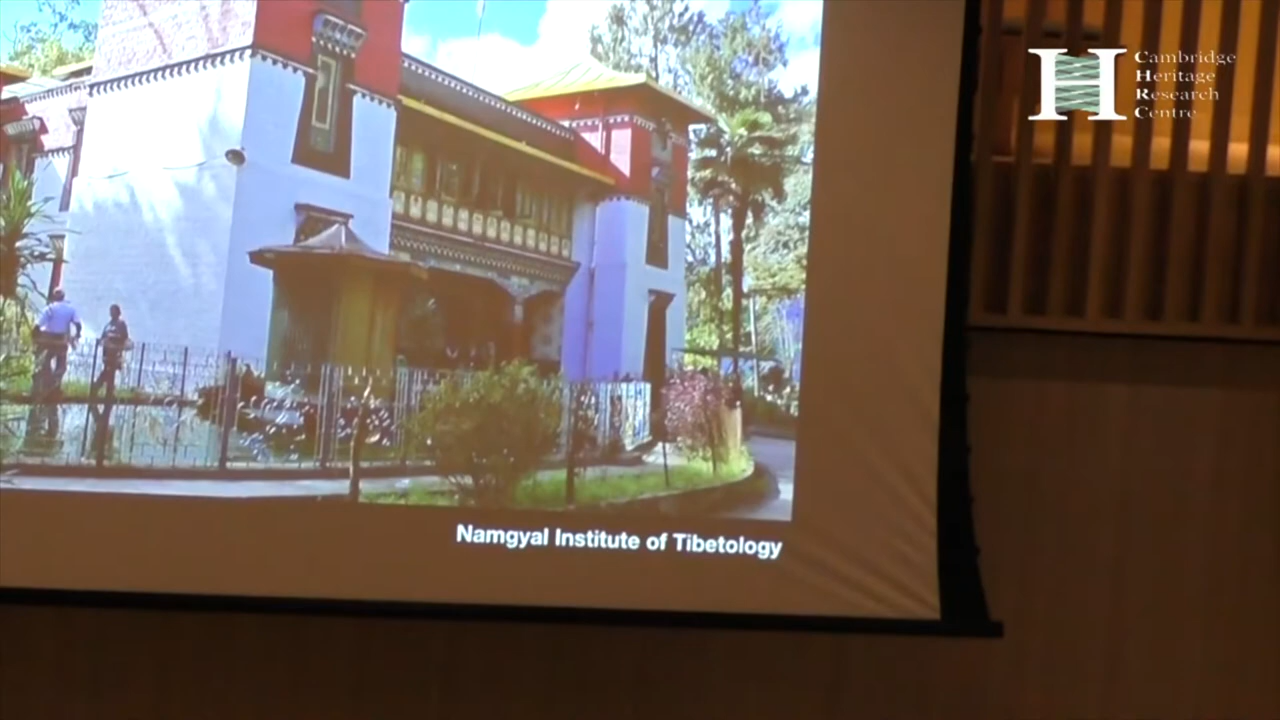 H
Cambridge
Heritage
Research
Centre
Namgyal Institute of Tibetology